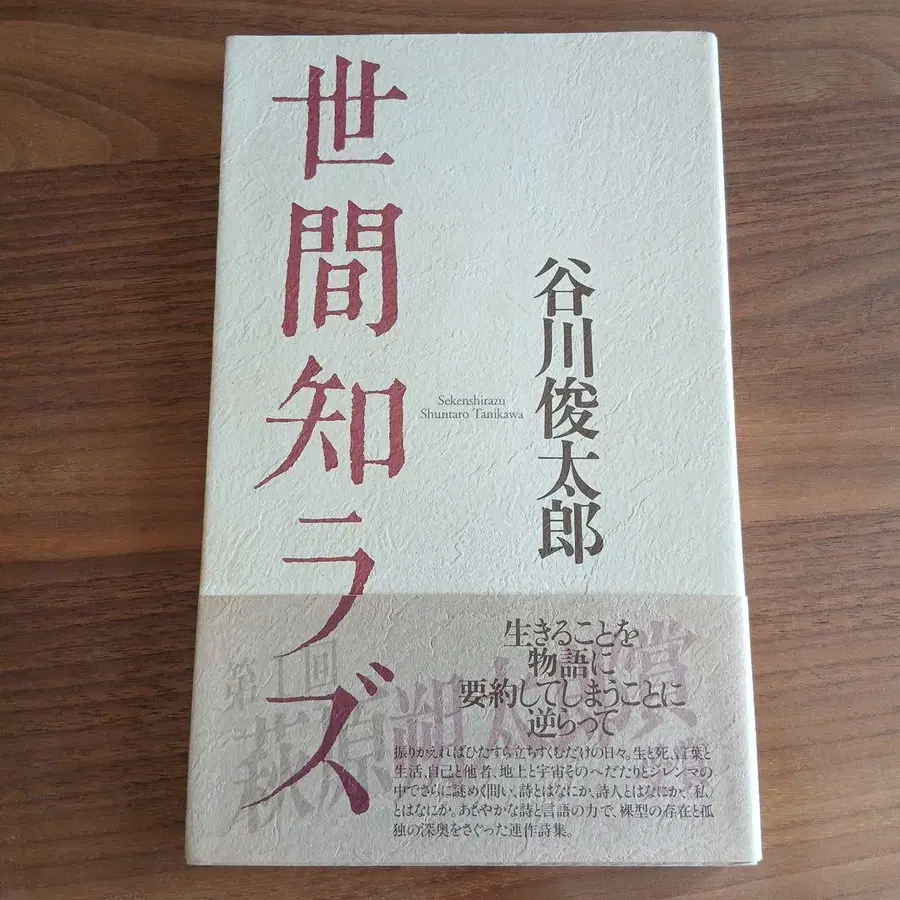 世間知ラズ
谷川俊太郎
Sekenshirazu
Shuntaro Tanikawa
第1回
萩原朔太郎賞
生きることを
物語に
要約してしまうことに
逆らって
振りかえればひたすら立ちすくむだけの日々。生と死、言葉と
生活、自己と他者、地上と宇宙そのへだたりとジレンマの
中でさらに謎めく問い、詩とはなにか、詩人とはなにか、〈私〉
とはなにか。あざやかな詩と言語の力で、裸型の存在と孤
独の深奥をさぐった連作詩集。